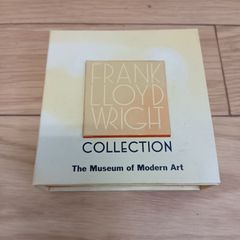 FRANK
LLOYD
WRIGHT
COLLECTION
The Museum of Modern Art